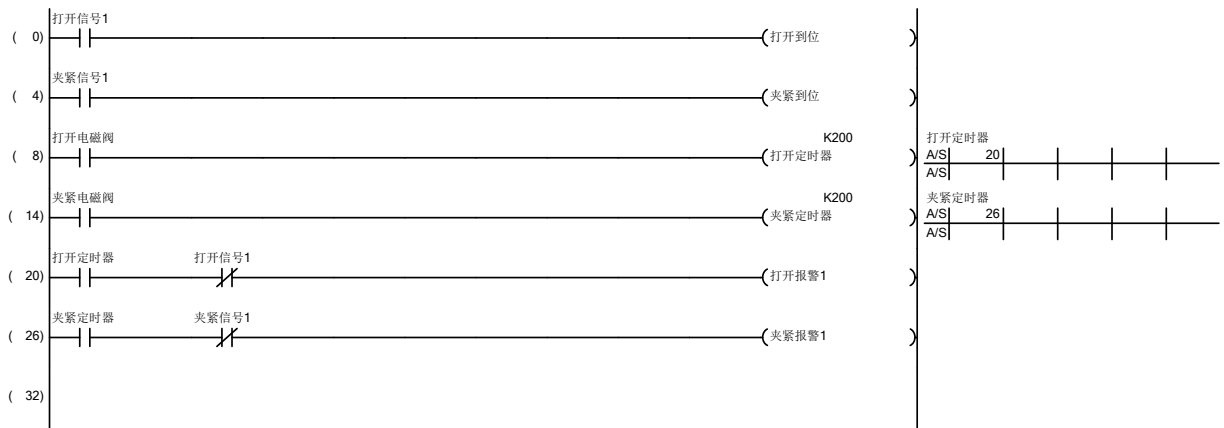 打开信号1
( 0) (打开到位 )
夹紧信号1
( 4) (夹紧到位 )
打开电磁阀 K200 打开定时器
( 8) (打开定时器 ) A/S 20
A/S
夹紧电磁阀 K200 夹紧定时器
( 14) (夹紧定时器 ) A/S 26
A/S
打开定时器 打开信号1
( 20) (打开报警1 )
夹紧定时器 夹紧信号1
( 26) (夹紧报警1 )
( 32)